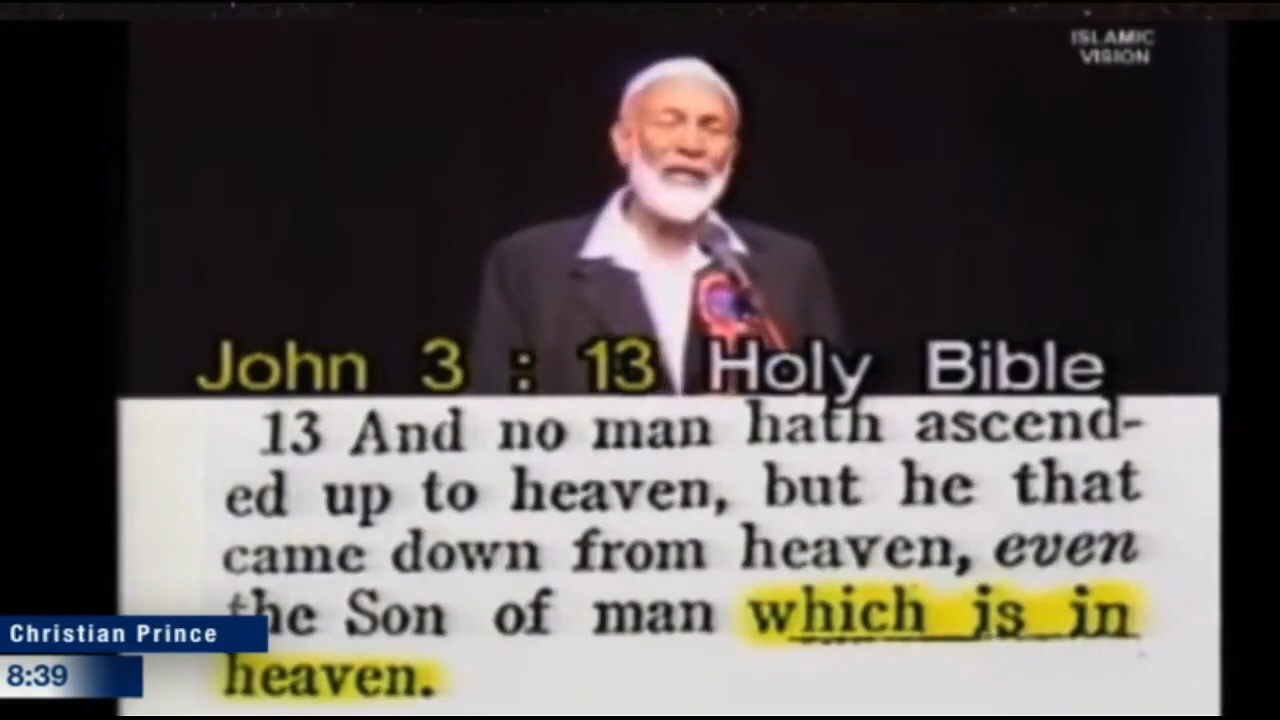 ISLAMIC
VISION
John 3 : 13 Holy Bible
13 And no man hath ascend-
ed up to heaven, but he that
came down from heaven, even
the Son of man which is in
heaven.
Christian Prince
8:39